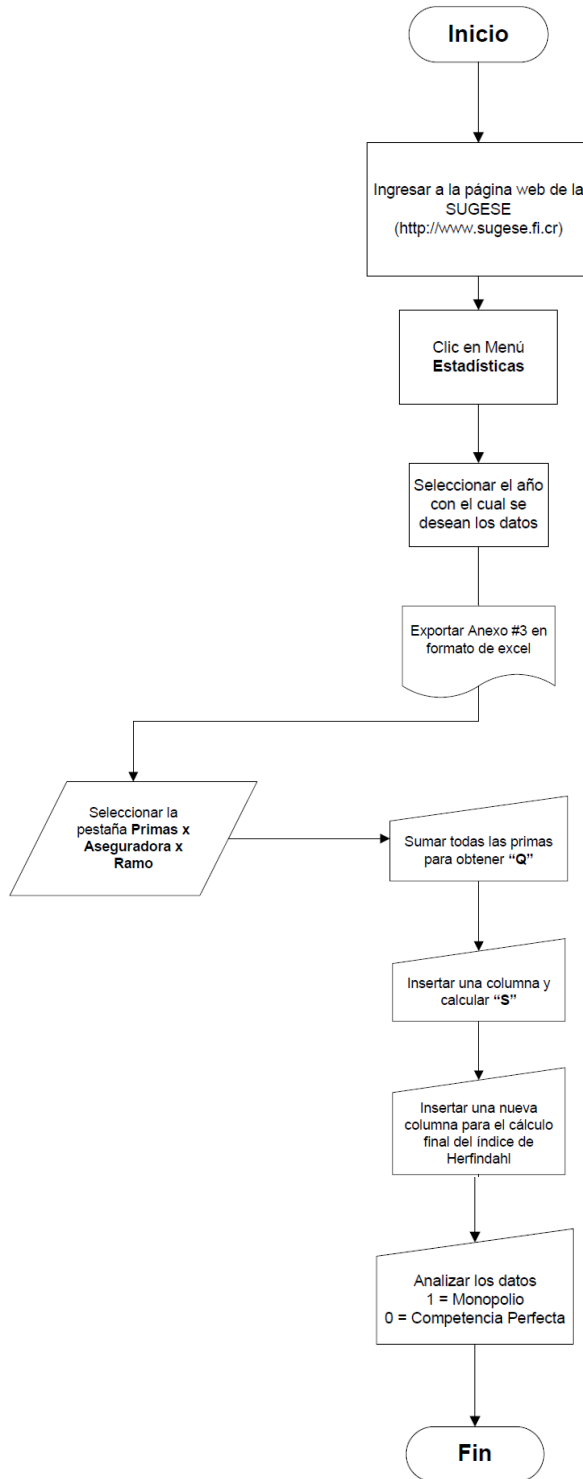 Inicio
Ingresar a la página web de la
SUGESE
(http://www.sugese.fi.cr)
Clic en Menú
Estadísticas
Seleccionar el año
con el cual se
desean los datos
Exportar Anexo #3 en
formato de excel
Seleccionar la
pestaña Primas x
Aseguradora x
Ramo
Sumar todas las primas
para obtener “Q”
Insertar una columna y
calcular “S”
Insertar una nueva
columna para el cálculo
final del índice de
Herfindahl
Analizar los datos
1 = Monopolio
0 = Competencia Perfecta
Fin